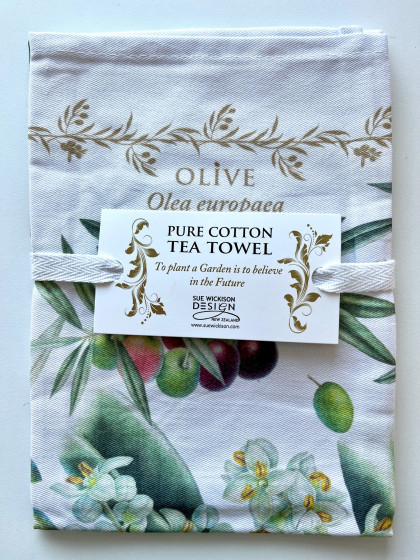 OLIVE
Olea europaea
PURE COTTON
TEA TOWEL
To plant a Garden is to believe
in the Future
SUE WICKISON
DESIGN
NEW ZEALAND
www.suewickison.com